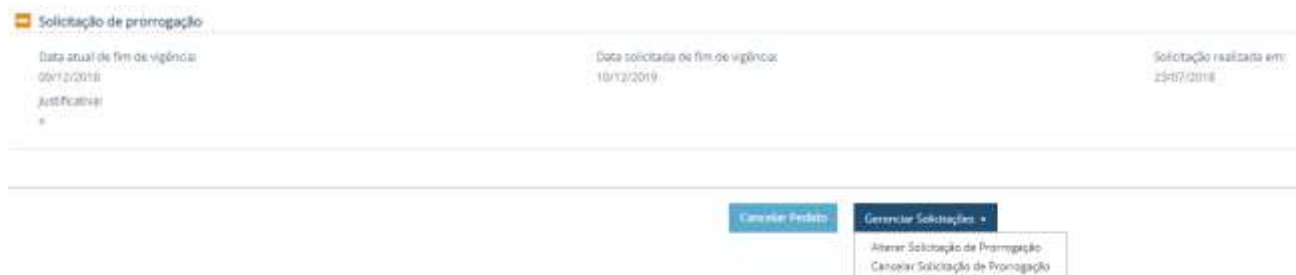 Solicitação de prorrogação
Data atual de fim de vigência:
Data solicitada de fim de vigência:
Solicitação realizada em:
09/12/2018
10/12/2019
23/07/2018
Justificativa:
Cancelar Pedido
Gerenciar Solicitações
Alterar Solicitação de Prorrogação
Cancelar Solicitação de Prorrogação